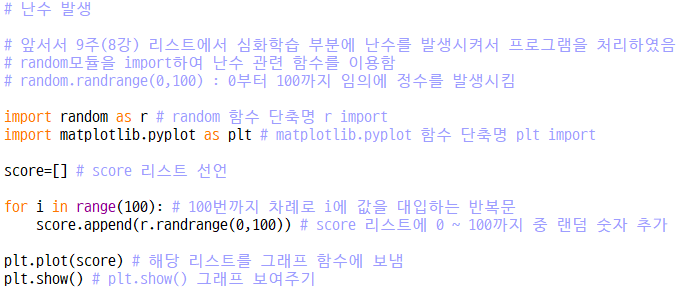 # 난수 발생
# 앞서서 9주(8강) 리스트에서 심화학습 부분에 난수를 발생시켜서 프로그램을 처리하였음
# random모듈을 import하여 난수 관련 함수를 이용함
# random.randrange(0,100) : 0부터 100까지 임의에 정수를 발생시킴
import random as r # random 함수 단축명 r import
import matplotlib.pyplot as plt # matplotlib.pyplot 함수 단축명 plt import
score=[] # score 리스트 선언
for i in range(100): # 100번까지 차례로 i에 값을 대입하는 반복문
    score.append(r.randrange(0,100)) # score 리스트에 0 ~ 100까지 중 랜덤 숫자 추가
plt.plot(score) # 해당 리스트를 그래프 함수에 보냄
plt.show() # plt.show() 그래프 보여주기